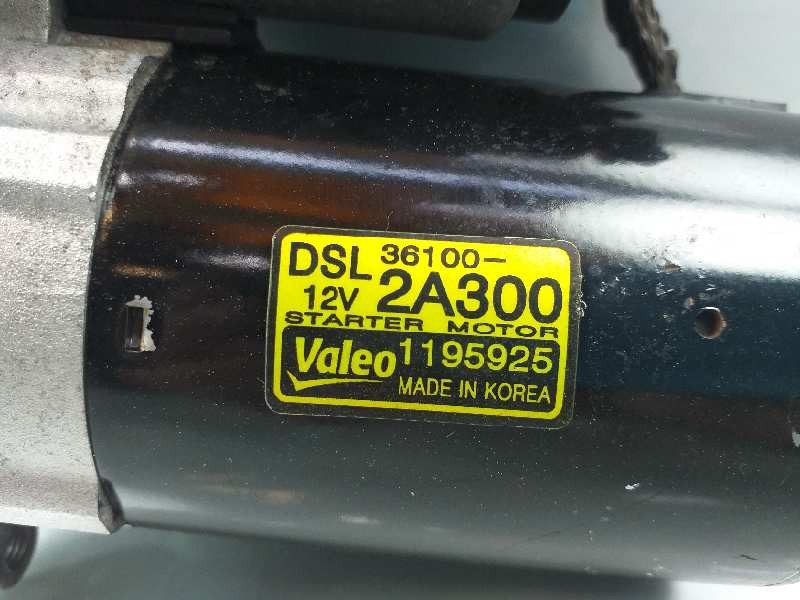 DSL 36100-
12V 2A300
STARTER MOTOR
Valeo 1195925
MADE IN KOREA